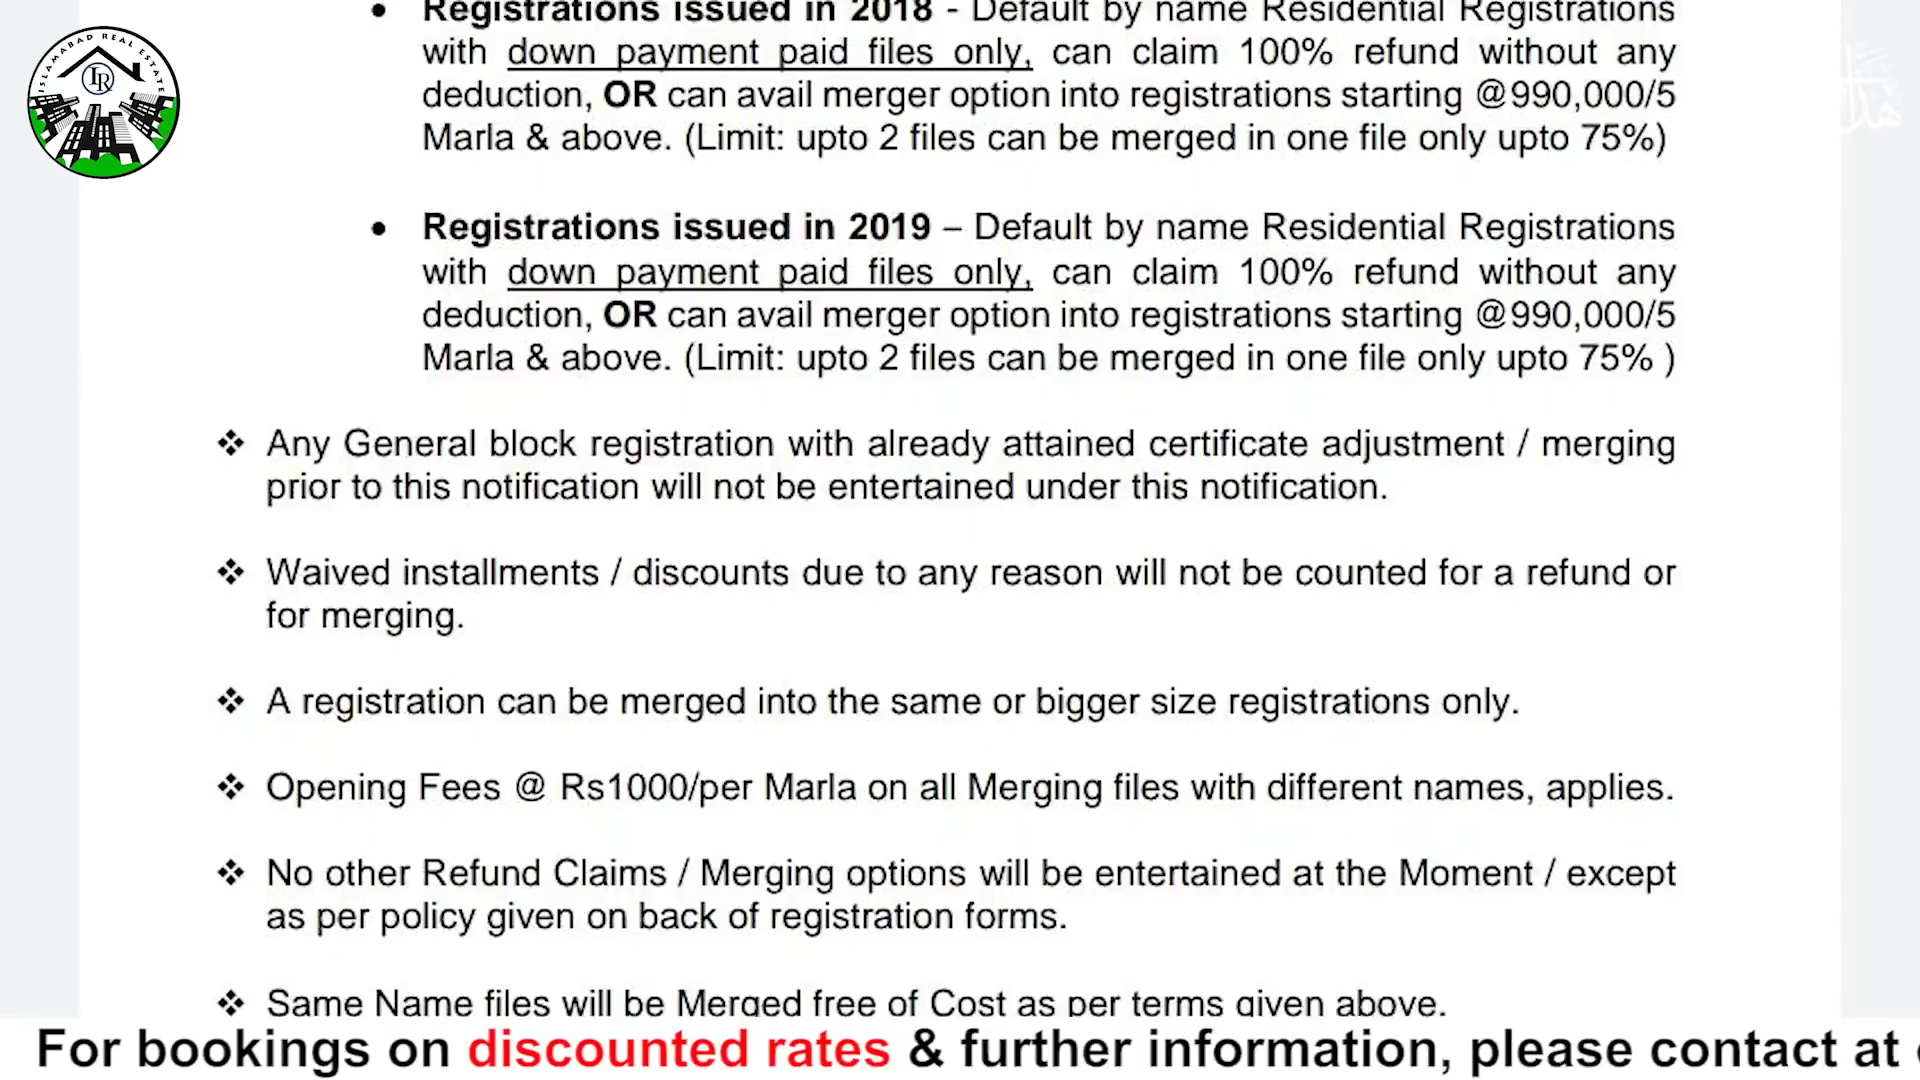 ISLAMABAD REAL ESTATE
IR
• Registrations issued in 2018 - Default by name Residential Registrations
with down payment paid files only, can claim 100% refund without any
deduction, OR can avail merger option into registrations starting @990,000/5
Marla & above. (Limit: upto 2 files can be merged in one file only upto 75%)
• Registrations issued in 2019 – Default by name Residential Registrations
with down payment paid files only, can claim 100% refund without any
deduction, OR can avail merger option into registrations starting @990,000/5
Marla & above. (Limit: upto 2 files can be merged in one file only upto 75% )
❖ Any General block registration with already attained certificate adjustment / merging
prior to this notification will not be entertained under this notification.
❖ Waived installments / discounts due to any reason will not be counted for a refund or
for merging.
❖ A registration can be merged into the same or bigger size registrations only.
❖ Opening Fees @ Rs1000/per Marla on all Merging files with different names, applies.
❖ No other Refund Claims / Merging options will be entertained at the Moment / except
as per policy given on back of registration forms.
❖ Same Name files will be Merged free of Cost as per terms given above.
For bookings on discounted rates & further information, please contact at